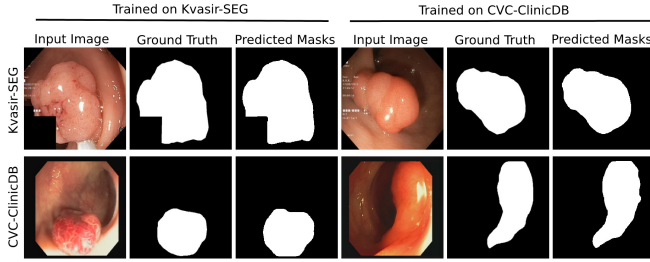 Trained on Kvasir-SEG
Trained on CVC-ClinicDB
Input Image
Ground Truth
Predicted Masks
Input Image
Ground Truth
Predicted Masks
Kvasir-SEG
CVC-ClinicDB